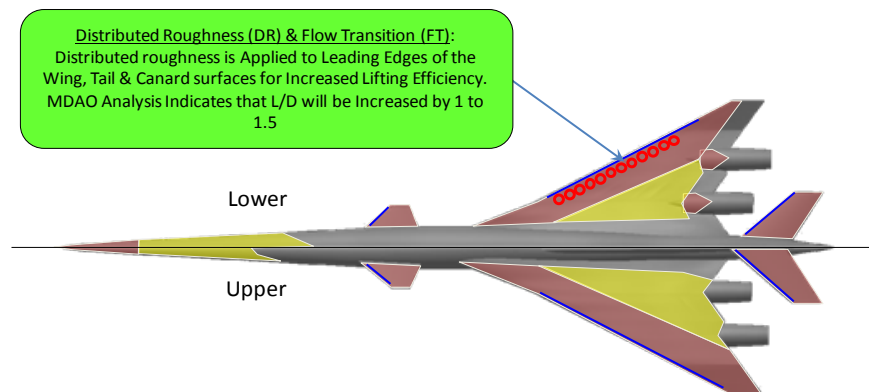 Distributed Roughness (DR) & Flow Transition (FT):
Distributed roughness is Applied to Leading Edges of the
Wing, Tail & Canard surfaces for Increased Lifting Efficiency.
MDAO Analysis Indicates that L/D will be Increased by 1 to
1.5
Lower
Upper